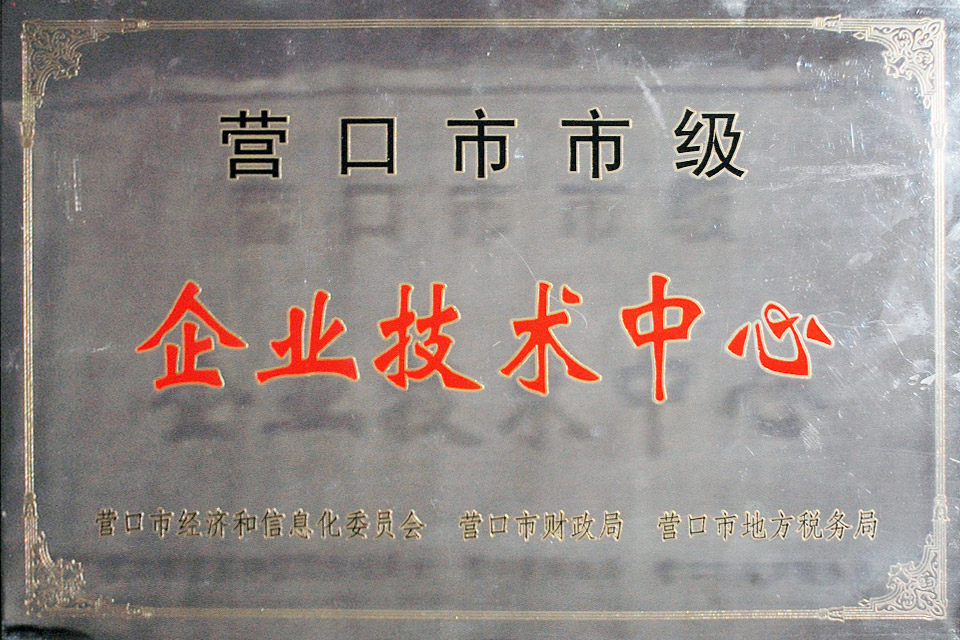 营口市市级
企业技术中心
营口市经济和信息化委员会 营口市财政局 营口市地方税务局